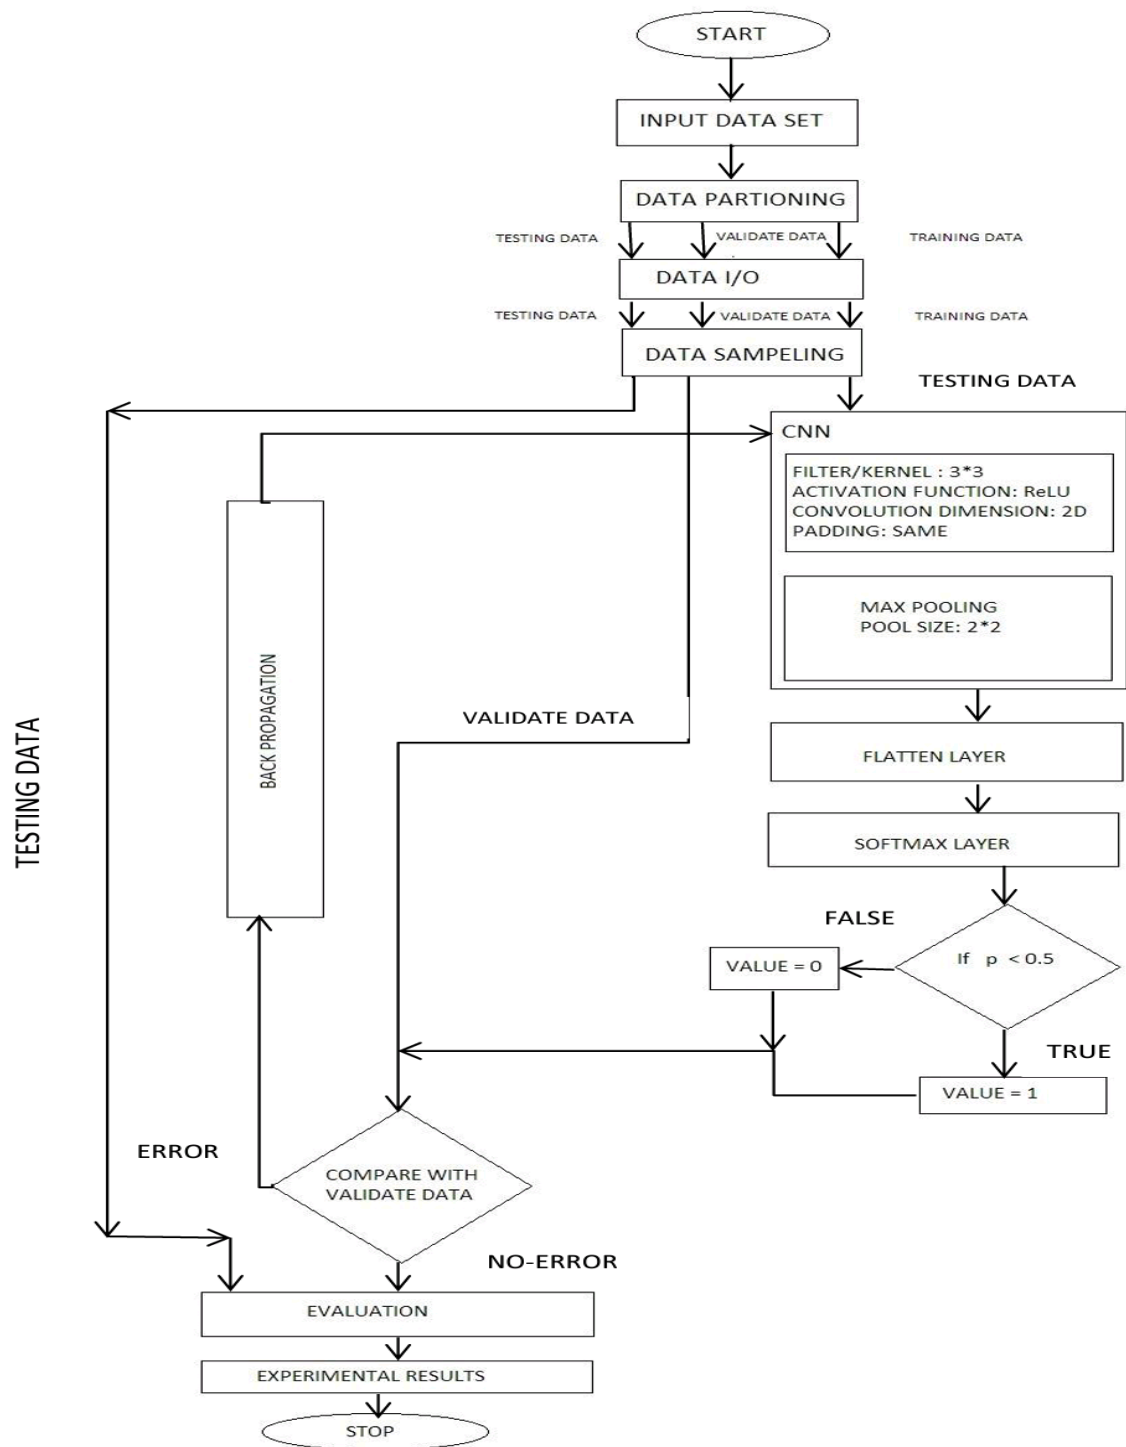 START
INPUT DATA SET
DATA PARTIONING
TESTING DATA
VALIDATE DATA
TRAINING DATA
DATA I/O
TESTING DATA
VALIDATE DATA
TRAINING DATA
DATA SAMPELING
TESTING DATA
CNN
FILTER/KERNEL : 3*3
ACTIVATION FUNCTION: ReLU
CONVOLUTION DIMENSION: 2D
PADDING: SAME
MAX POOLING
POOL SIZE: 2*2
BACK PROPAGATION
VALIDATE DATA
TESTING DATA
FLATTEN LAYER
SOFTMAX LAYER
FALSE
If p < 0.5
VALUE = 0
TRUE
VALUE = 1
ERROR
COMPARE WITH
VALIDATE DATA
NO-ERROR
EVALUATION
EXPERIMENTAL RESULTS
STOP